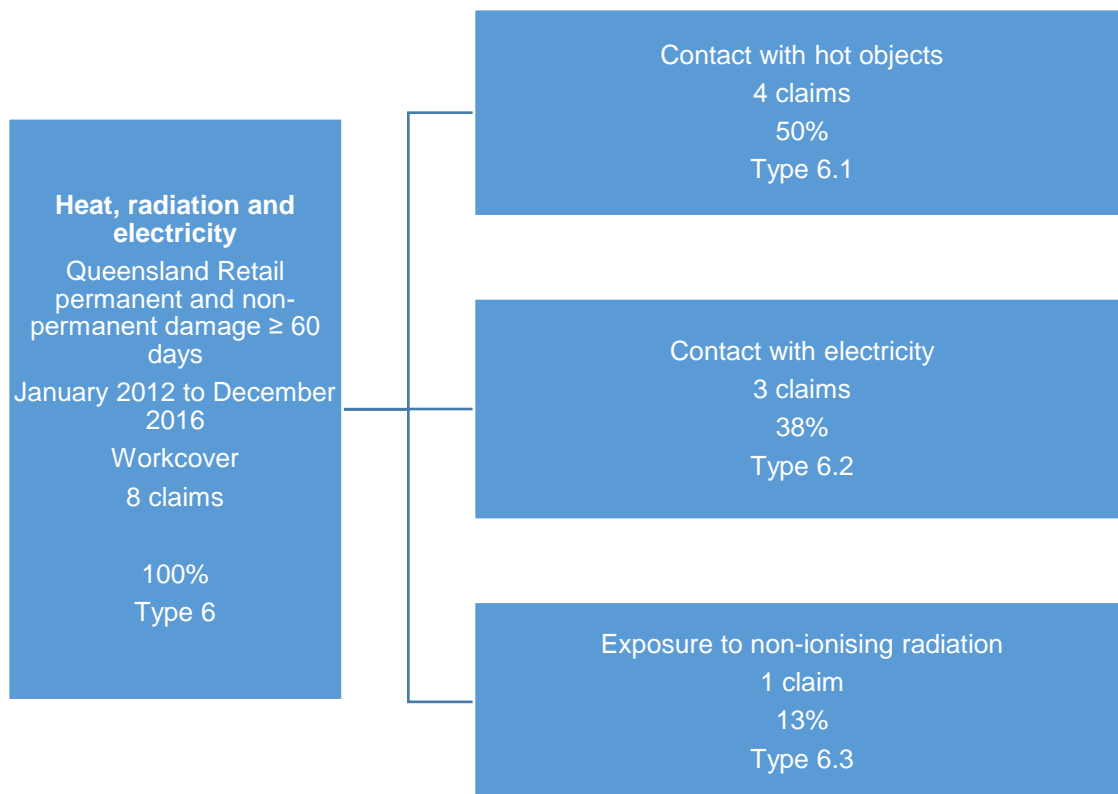 Heat, radiation and
electricity
Queensland Retail
permanent and non-
permanent damage ≥ 60
days
January 2012 to December
2016
Workcover
8 claims
100%
Type 6
Contact with hot objects
4 claims
50%
Type 6.1
Contact with electricity
3 claims
38%
Type 6.2
Exposure to non-ionising radiation
1 claim
13%
Type 6.3